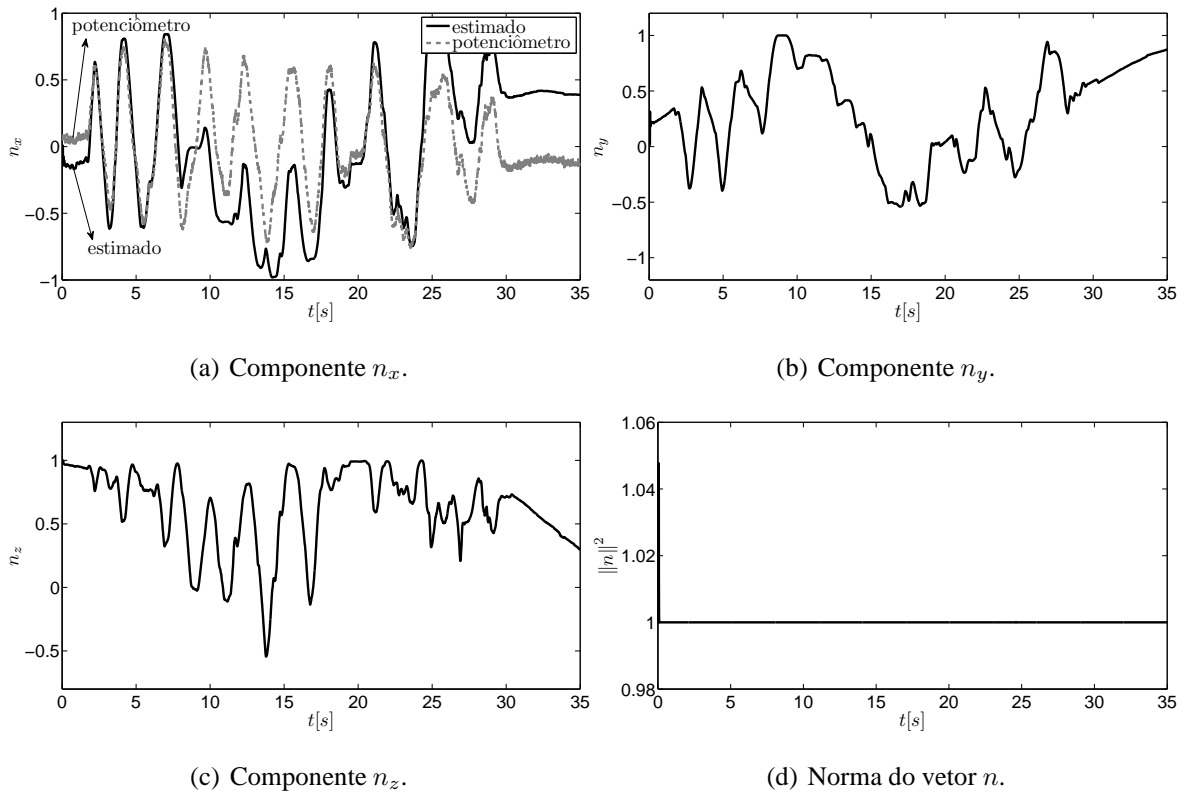 potenciômetro
estimado
potenciômetro
estimado
1
0.5
0
−0.5
−1
n_x
0 5 10 15 20 25 30 35
t[s]
(a) Componente n_x.
1
0.5
0
−0.5
−1
n_y
0 5 10 15 20 25 30 35
t[s]
(b) Componente n_y.
1
0.5
0
−0.5
n_z
0 5 10 15 20 25 30 35
t[s]
(c) Componente n_z.
1.06
1.04
1.02
1
0.98
||n||²
0 5 10 15 20 25 30 35
t[s]
(d) Norma do vetor n.